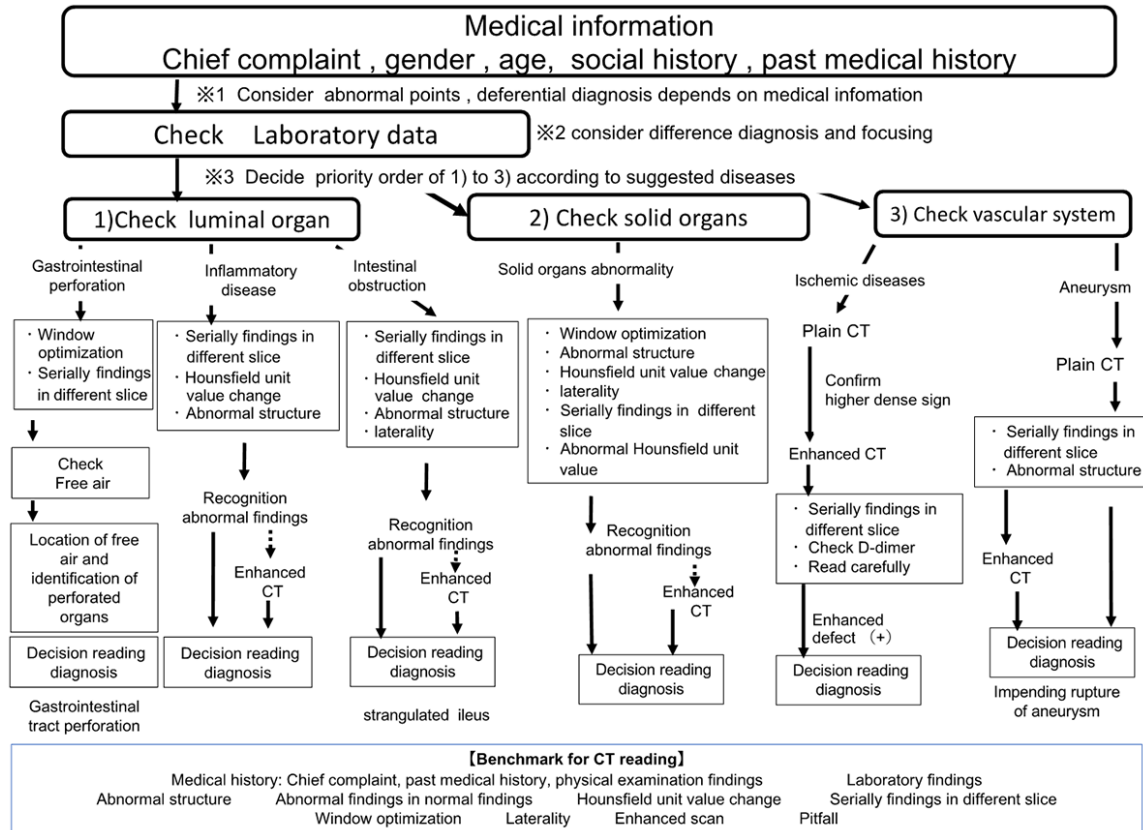 Medical information
Chief complaint , gender , age, social history , past medical history
※1 Consider abnormal points , deferential diagnosis depends on medical infomation
Check Laboratory data
※2 consider difference diagnosis and focusing
※3 Decide priority order of 1) to 3) according to suggested diseases
1)Check luminal organ
2) Check solid organs
3) Check vascular system
Gastrointestinal
perforation
・ Window
optimization
・ Serially findings
in different slice
Check
Free air
Location of free
air and
identification of
perforated
organs
Decision reading
diagnosis
Gastrointestinal
tract perforation
Inflammatory
disease
・ Serially findings in
different slice
・ Hounsfield unit
value change
・ Abnormal structure
Recognition
abnormal findings
Enhanced
CT
Decision reading
diagnosis
Intestinal
obstruction
・ Serially findings in
different slice
・ Hounsfield unit
value change
・ Abnormal structure
・ laterality
Recognition
abnormal findings
Enhanced
CT
Decision reading
diagnosis
strangulated ileus
Solid organs abnormality
・ Window optimization
・ Abnormal structure
・ Hounsfield unit value change
・ laterality
・ Serially findings in different
slice
・ Abnormal Hounsfield unit
value
Recognition
abnormal findings
Enhanced
CT
Decision reading
diagnosis
Ischemic diseases
Plain CT
Confirm
higher dense sign
Enhanced CT
・ Serially findings in
different slice
・ Check D-dimer
・ Read carefully
Enhanced
defect （+）
Decision reading
diagnosis
Aneurysm
Plain CT
・ Serially findings in
different slice
・ Abnormal structure
Enhanced
CT
Decision reading
diagnosis
Impending rupture
of aneurysm
【Benchmark for CT reading】
Medical history: Chief complaint, past medical history, physical examination findings Laboratory findings
Abnormal structure Abnormal findings in normal findings Hounsfield unit value change Serially findings in different slice
Window optimization Laterality Enhanced scan Pitfall